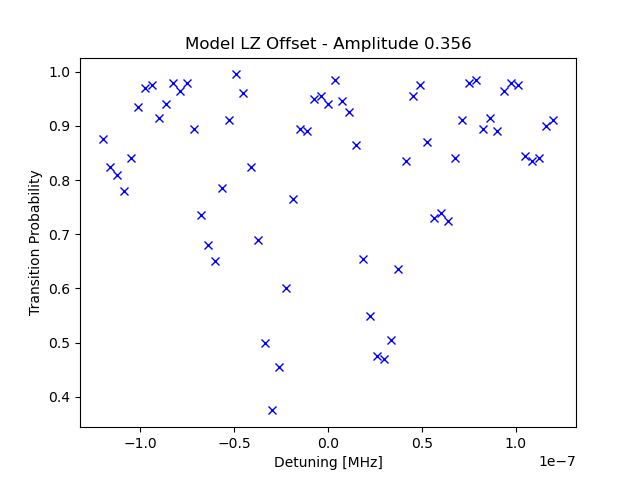 Model LZ Offset - Amplitude 0.356
1.0
0.9
0.8
0.7
0.6
0.5
0.4
Transition Probability
−1.0 −0.5 0.0 0.5 1.0
1e−7
Detuning [MHz]